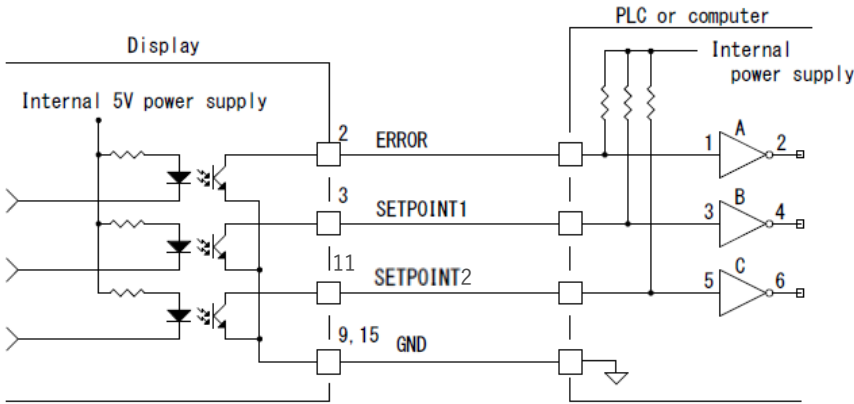 PLC or computer
Display
Internal
power supply
Internal 5V power supply
2 ERROR 1 A 2
3 SETPOINT1 3 B 4
11 SETPOINT2 5 C 6
9, 15 GND